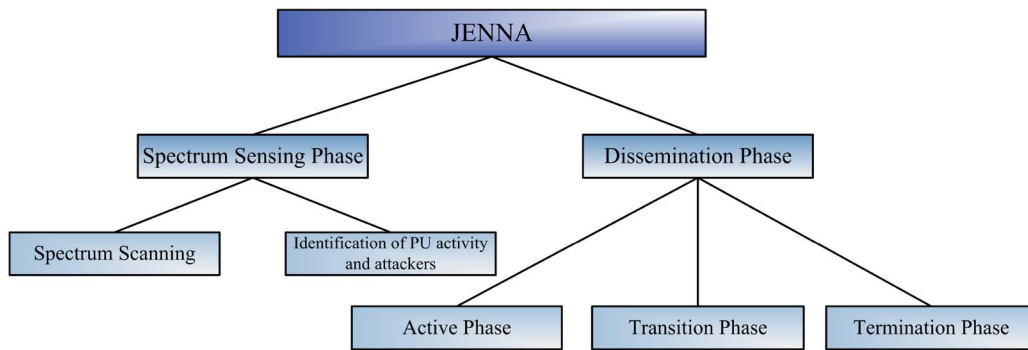 JENNA
Spectrum Sensing Phase
Dissemination Phase
Spectrum Scanning
Identification of PU activity
and attackers
Active Phase
Transition Phase
Termination Phase